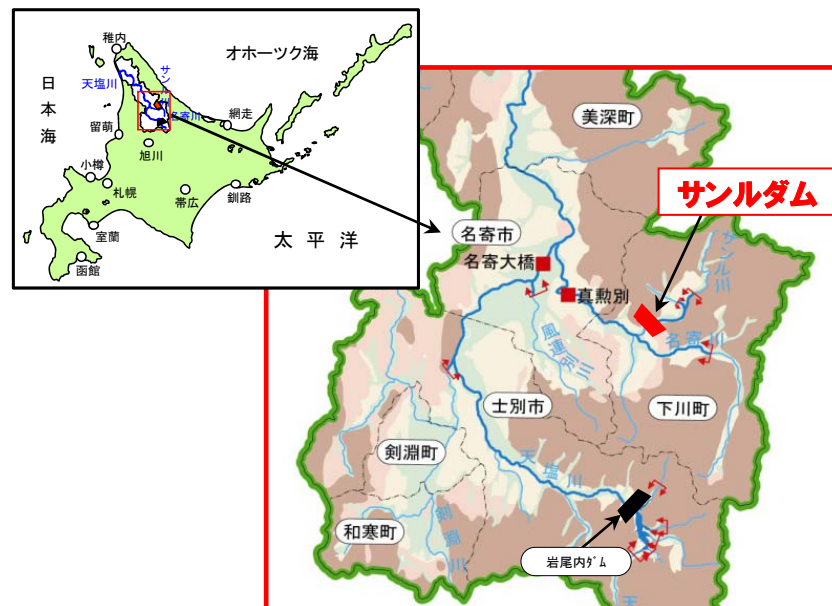 稚内
オホーツク海
サンル川
天塩川
日本海
名寄川
網走
留萌
旭川
小樽
札幌
帯広
釧路
室蘭
太平洋
函館
美深町
サンルダム
名寄市
名寄大橋
サンル川
真勲別
名寄川
風連別川
士別市
下川町
剣淵町
天塩川
和寒町
剣淵川
岩尾内ダム
天